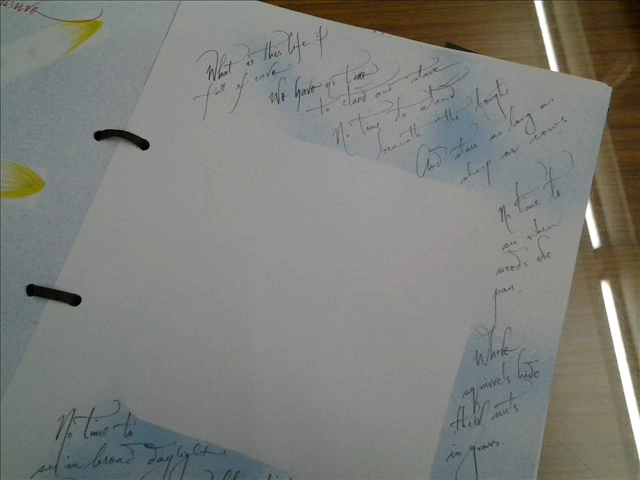 isure
What is this life if
full of care
We have no time
to stand and stare
No time to stand
beneath the boughs
And stare as long as
sheep or cows
No time to
see when
woods we
pass,
Where
squirrels hide
their nuts
in grass
No time to
see in broad daylight